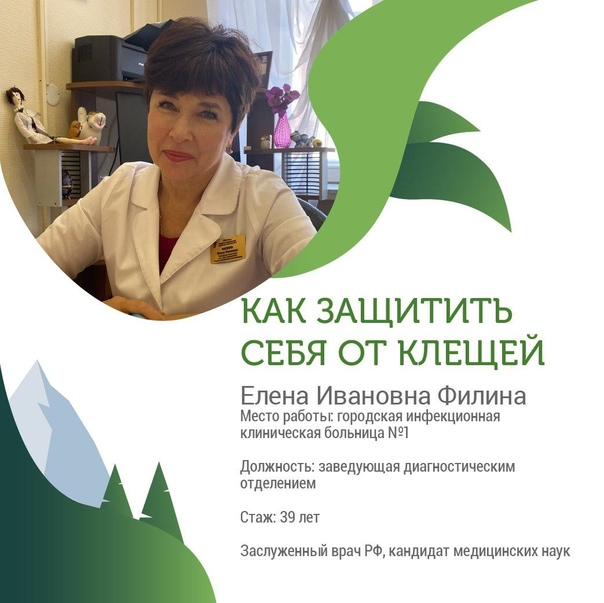 КАК ЗАЩИТИТЬ
СЕБЯ ОТ КЛЕЩЕЙ
Елена Ивановна Филина
Место работы: городская инфекционная
клиническая больница №1
Должность: заведующая диагностическим
отделением
Стаж: 39 лет
Заслуженный врач РФ, кандидат медицинских наук